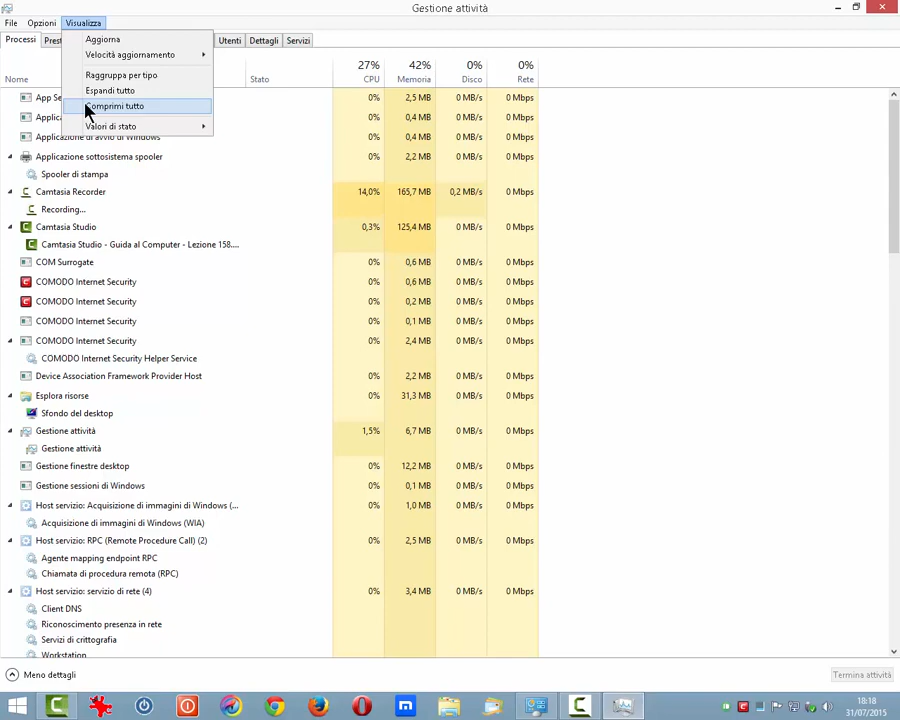 Gestione attività
File Opzioni Visualizza
Processi Utenti Dettagli Servizi
Aggiorna
Velocità aggiornamento
Raggruppa per tipo
Espandi tutto
Comprimi tutto
Valori di stato
27% 42% 0% 0%
Nome Stato CPU Memoria Disco Rete
0% 2,5 MB 0 MB/s 0 Mbps
0% 0,4 MB 0 MB/s 0 Mbps
Applicazione di avvio di Windows 0% 0,4 MB 0 MB/s 0 Mbps
Applicazione sottosistema spooler 0% 2,2 MB 0 MB/s 0 Mbps
Spooler di stampa
Camtasia Recorder 14,0% 165,7 MB 0,2 MB/s 0 Mbps
Recording...
Camtasia Studio 0,3% 125,4 MB 0 MB/s 0 Mbps
Camtasia Studio - Guida al Computer - Lezione 158....
COM Surrogate 0% 0,6 MB 0 MB/s 0 Mbps
COMODO Internet Security 0% 0,6 MB 0 MB/s 0 Mbps
COMODO Internet Security 0% 0,2 MB 0 MB/s 0 Mbps
COMODO Internet Security 0% 0,1 MB 0 MB/s 0 Mbps
COMODO Internet Security 0% 2,4 MB 0 MB/s 0 Mbps
COMODO Internet Security Helper Service
Device Association Framework Provider Host 0% 2,2 MB 0 MB/s 0 Mbps
Esplora risorse 0% 31,3 MB 0 MB/s 0 Mbps
Sfondo del desktop
Gestione attività 1,5% 6,7 MB 0 MB/s 0 Mbps
Gestione attività
Gestione finestre desktop 0% 12,2 MB 0 MB/s 0 Mbps
Gestione sessioni di Windows 0% 0,1 MB 0 MB/s 0 Mbps
Host servizio: Acquisizione di immagini di Windows (... 0% 1,0 MB 0 MB/s 0 Mbps
Acquisizione di immagini di Windows (WIA)
Host servizio: RPC (Remote Procedure Call) (2) 0% 2,5 MB 0 MB/s 0 Mbps
Agente mapping endpoint RPC
Chiamata di procedura remota (RPC)
Host servizio: servizio di rete (4) 0% 3,4 MB 0 MB/s 0 Mbps
Client DNS
Riconoscimento presenza in rete
Servizi di crittografia
Workstation
Meno dettagli Termina attività
18:18
31/07/2015